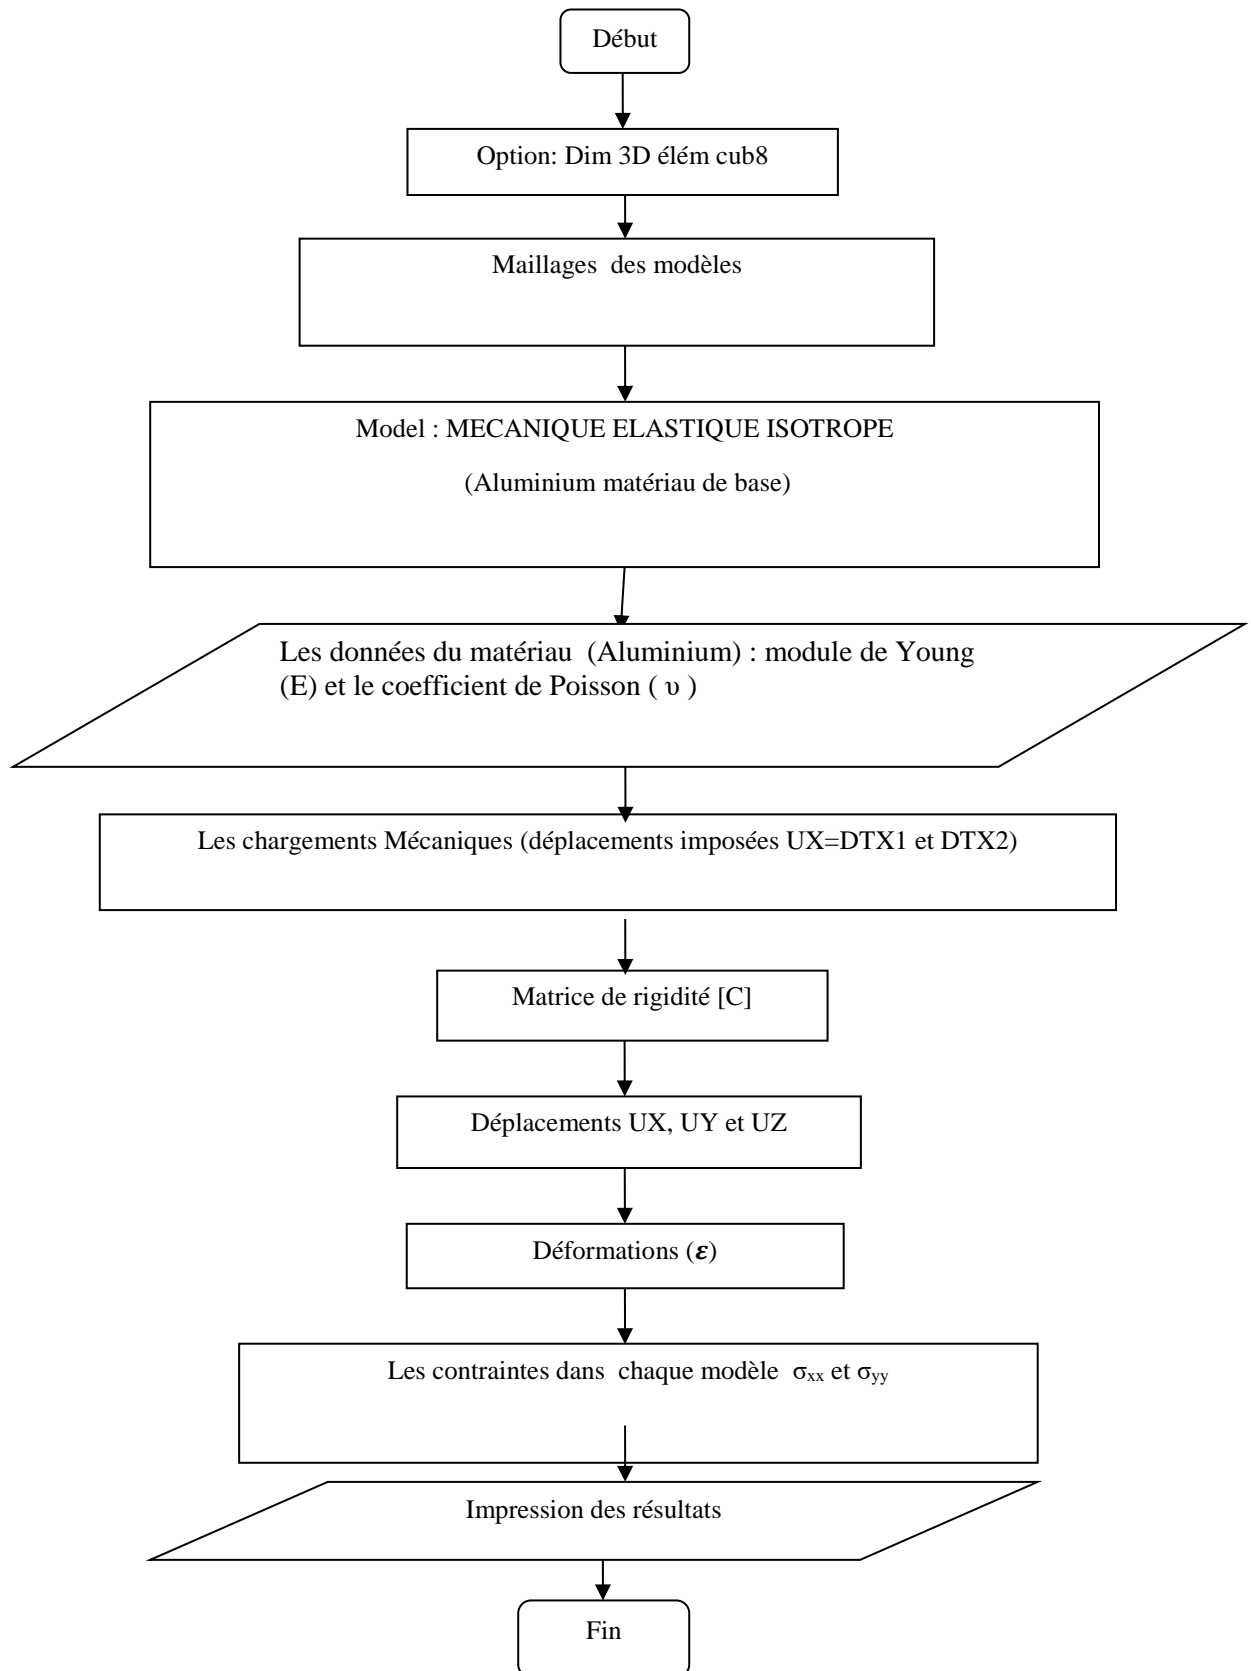 Début
Option: Dim 3D élém cub8
Maillages des modèles
Model : MECANIQUE ELASTIQUE ISOTROPE
(Aluminium matériau de base)
Les données du matériau (Aluminium) : module de Young
(E) et le coefficient de Poisson ( υ )
Les chargements Mécaniques (déplacements imposées UX=DTX1 et DTX2)
Matrice de rigidité [C]
Déplacements UX, UY et UZ
Déformations (ε)
Les contraintes dans chaque modèle σxx et σyy
Impression des résultats
Fin